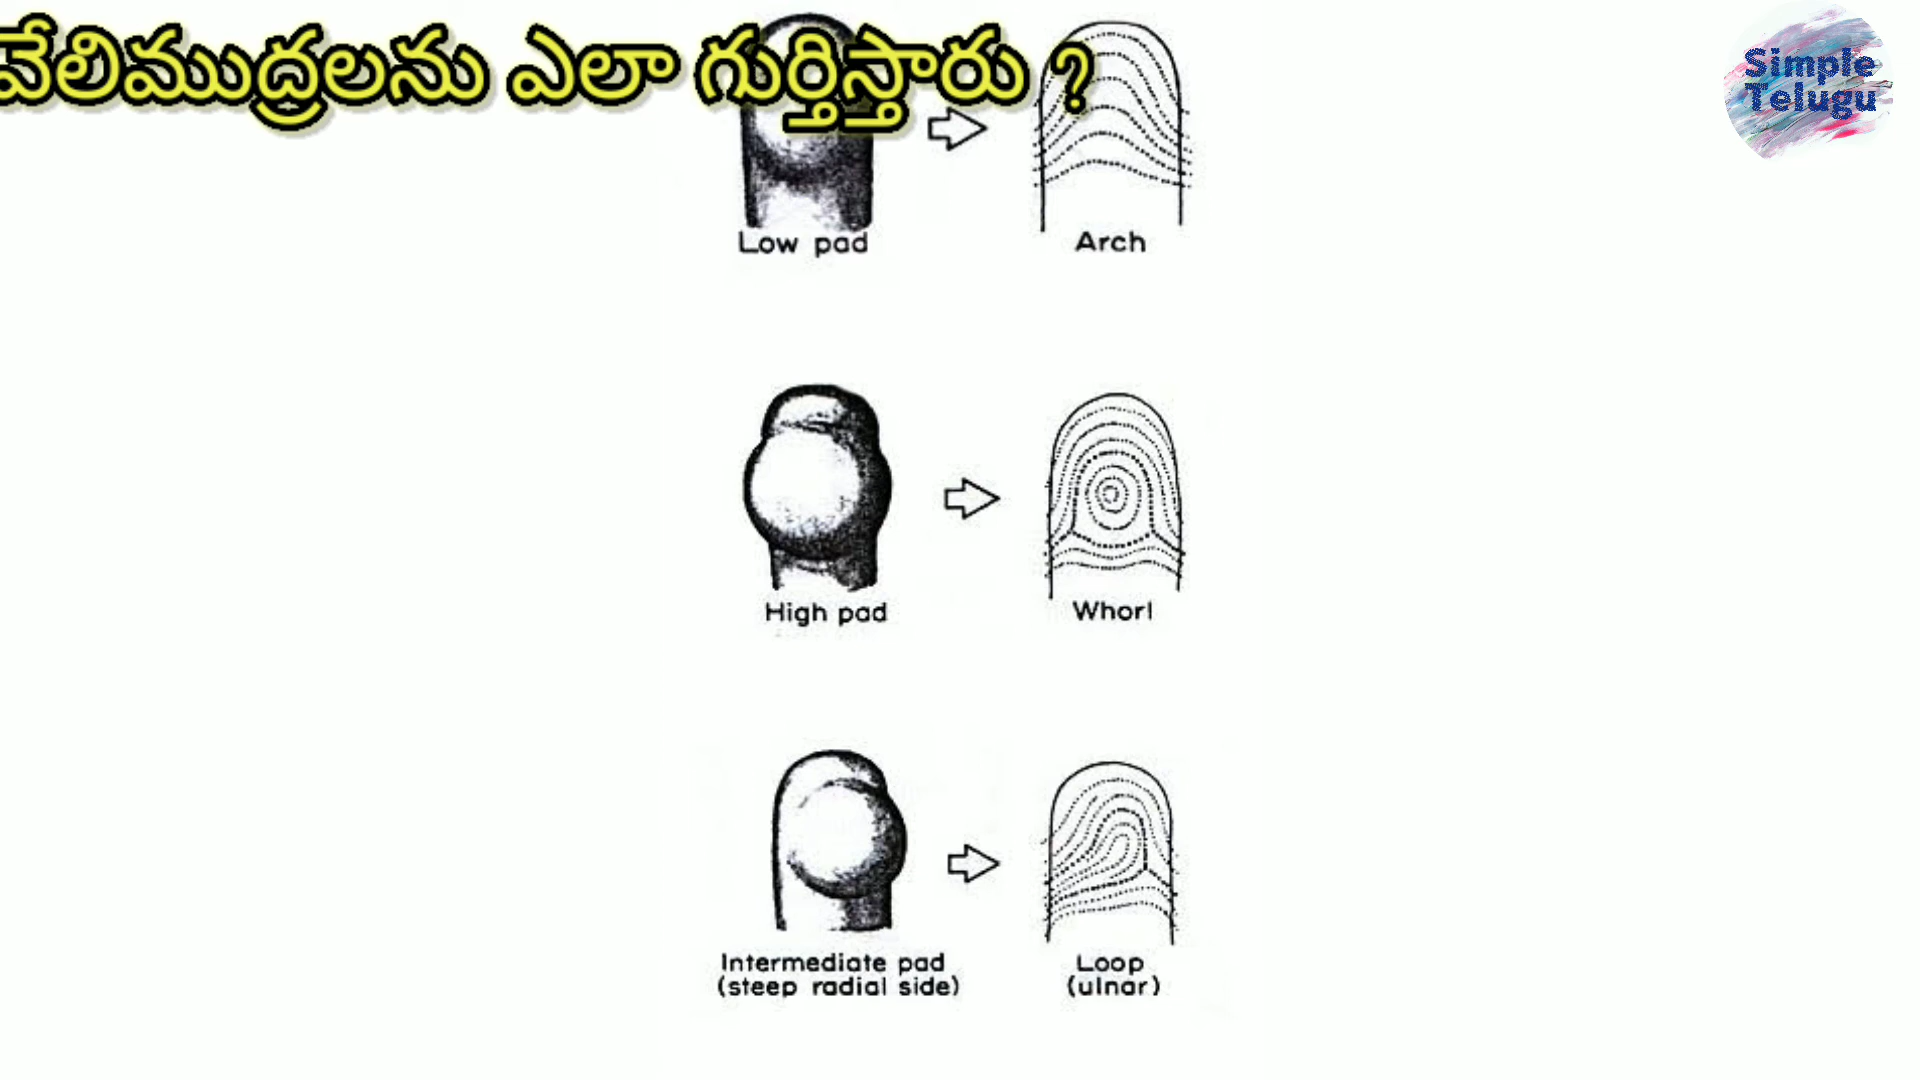 వేలిముద్రలను ఎలా గుర్తిస్తారు ?
Simple
Telugu
Low pad
Arch
High pad
Whorl
Intermediate pad
(steep radial side)
Loop
(ulnar)